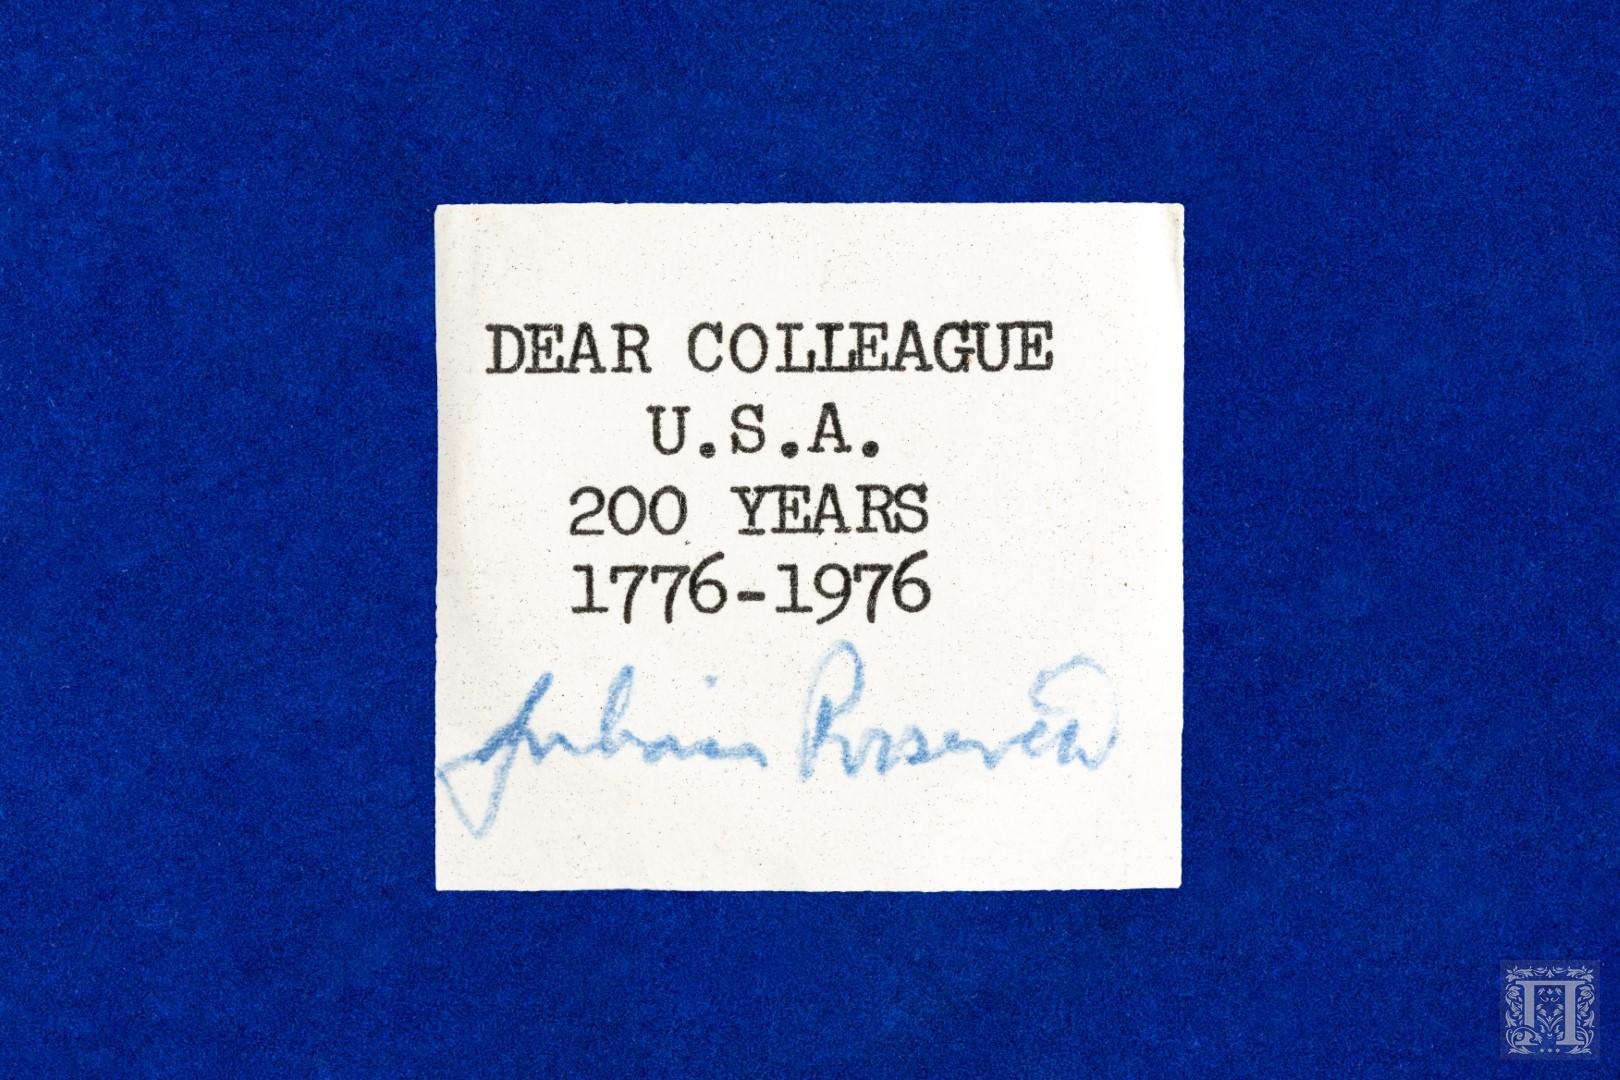 DEAR COLLEAGUE
U.S.A.
200 YEARS
1776-1976